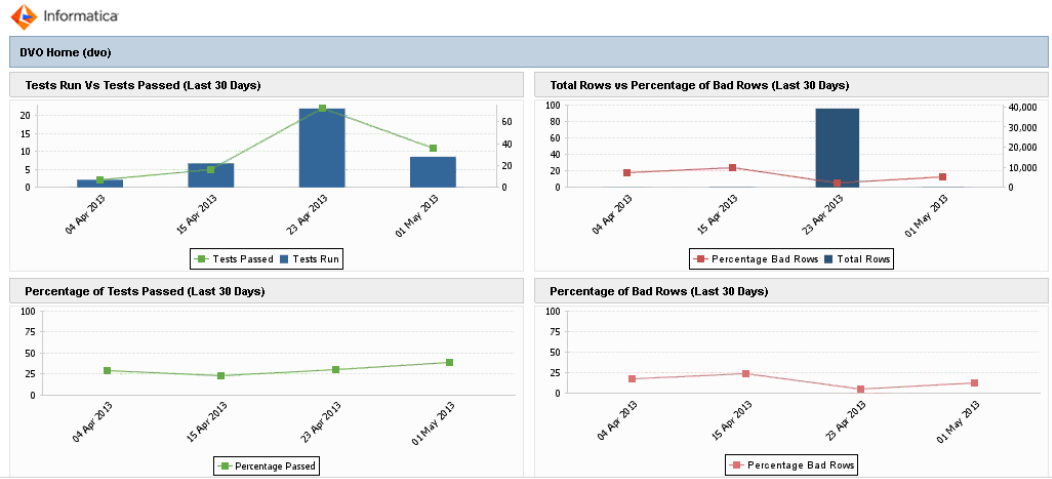 Informatica
DVO Home (dvo)
Tests Run Vs Tests Passed (Last 30 Days)
20
15
10
5
0
60
40
20
0
04 Apr 2013
15 Apr 2013
23 Apr 2013
01 May 2013
Tests Passed Tests Run
Total Rows vs Percentage of Bad Rows (Last 30 Days)
100
80
60
40
20
0
40,000
30,000
20,000
10,000
0
04 Apr 2013
15 Apr 2013
23 Apr 2013
01 May 2013
Percentage Bad Rows Total Rows
Percentage of Tests Passed (Last 30 Days)
100
75
50
25
0
04 Apr 2013
15 Apr 2013
23 Apr 2013
01 May 2013
Percentage Passed
Percentage of Bad Rows (Last 30 Days)
100
75
50
25
0
04 Apr 2013
15 Apr 2013
23 Apr 2013
01 May 2013
Percentage Bad Rows